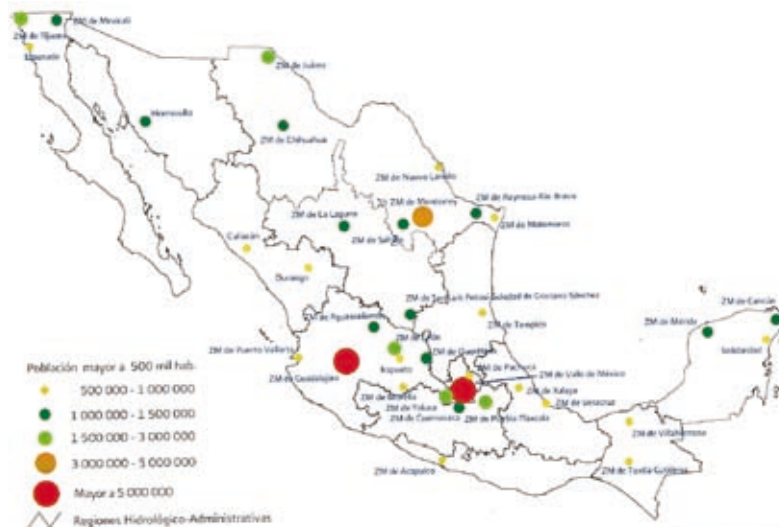 ZM de Mexicali
ZM de Tijuana
Ensenada
ZM de Juárez
Hermosillo
ZM de Chihuahua
ZM de Nuevo Laredo
ZM de Reynosa-Río Bravo
ZM de Monterrey
ZM de La Laguna
ZM de Matamoros
ZM de Saltillo
Culiacán
Durango
ZM de San Luis Potosí-Soledad de Graciano Sánchez
ZM de Cancún
ZM de Aguascalientes
ZM de Tampico
ZM de Mérida
ZM de León
Solidaridad
ZM de Puerto Vallarta
ZM de Querétaro
Irapuato
ZM de Pachuca
ZM de Valle de México
ZM de Guadalajara
ZM de Xalapa
ZM de Morelia
ZM de Veracruz
ZM de Toluca
ZM de Cuernavaca
ZM de Puebla-Tlaxcala
ZM de Villahermosa
ZM de Acapulco
ZM de Tuxtla Gutiérrez
Población mayor a 500 mil hab.
500 000 - 1 000 000
1 000 000 - 1 500 000
1 500 000 - 3 000 000
3 000 000 - 5 000 000
Mayor a 5 000 000
Regiones Hidrológico-Administrativas